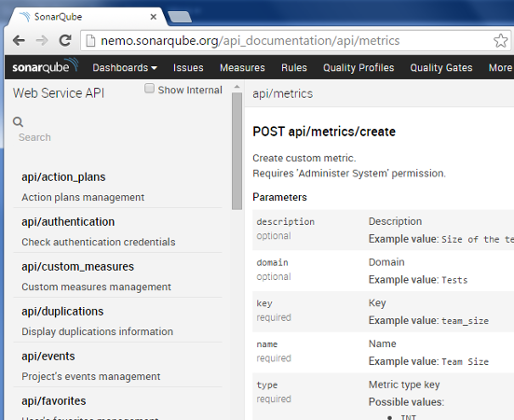 SonarQube
nemo.sonarqube.org/api_documentation/api/metrics
sonarqube Dashboards Issues Measures Rules Quality Profiles Quality Gates More
Web Service API
Show Internal
Search
api/action_plans
Action plans management
api/authentication
Check authentication credentials
api/custom_measures
Custom measures management
api/duplications
Display duplications information
api/events
Project's events management
api/favorites
api/metrics
POST api/metrics/create
Create custom metric.
Requires 'Administer System' permission.
Parameters
description Description
optional Example value: Size of the
domain Domain
optional Example value: Tests
key Key
required Example value: team_size
name Name
required Example value: Team Size
type Metric type key
required Possible values:
INT